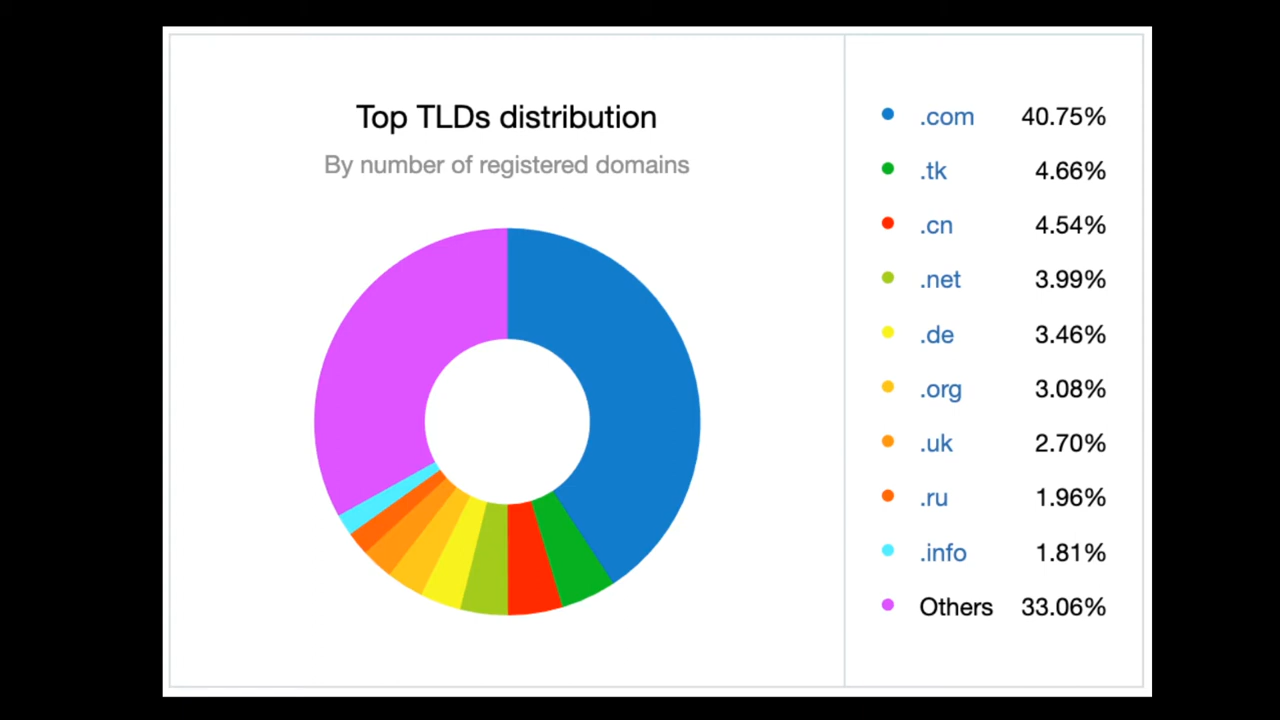 Top TLDs distribution
By number of registered domains
.com 40.75%
.tk 4.66%
.cn 4.54%
.net 3.99%
.de 3.46%
.org 3.08%
.uk 2.70%
.ru 1.96%
.info 1.81%
Others 33.06%